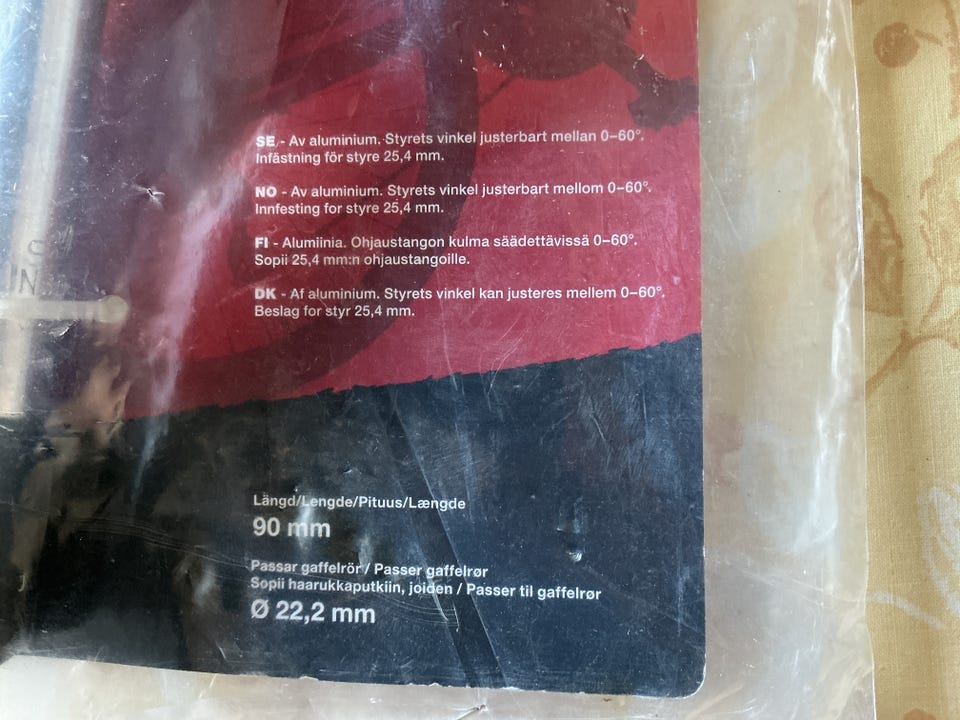 SE - Av aluminium. Styrets vinkel justerbart mellan 0–60°.
Infästning för styre 25,4 mm.
NO - Av aluminium. Styrets vinkel justerbart mellom 0–60°.
Innfesting for styre 25,4 mm.
FI - Alumiinia. Ohjaustangon kulma säädettävissä 0–60°.
Sopii 25,4 mm:n ohjaustangoille.
DK - Af aluminium. Styrets vinkel kan justeres mellem 0–60°.
Beslag for styr 25,4 mm.
Längd/Lengde/Pituus/Længde
90 mm
Passar gaffelrör / Passer gaffelrør
Sopii haarukkaputkiin, joiden / Passer til gaffelrør
Ø 22,2 mm